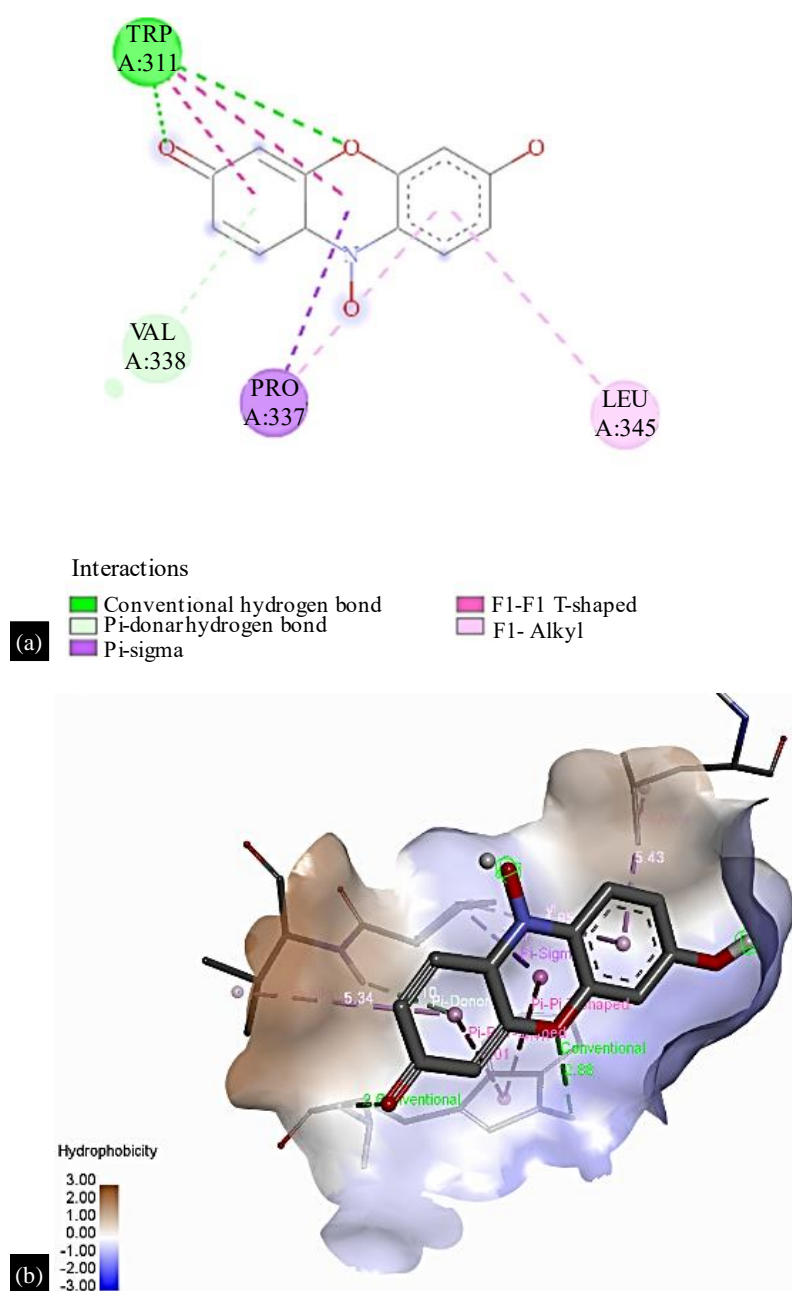 TRP
A:311
O
O
O
N
O
VAL
A:338
PRO
A:337
LEU
A:345
Interactions
Conventional hydrogen bond
F1-F1 T-shaped
Pi-donarhydrogen bond
F1- Alkyl
Pi-sigma
(a)
5.43
Pi-Sigm
5.34
Pi-Donor
Pi-Pi T-shaped
Conventional
2.88
Hydrophobicity
3.00
2.00
1.00
0.00
-1.00
-2.00
-3.00
(b)